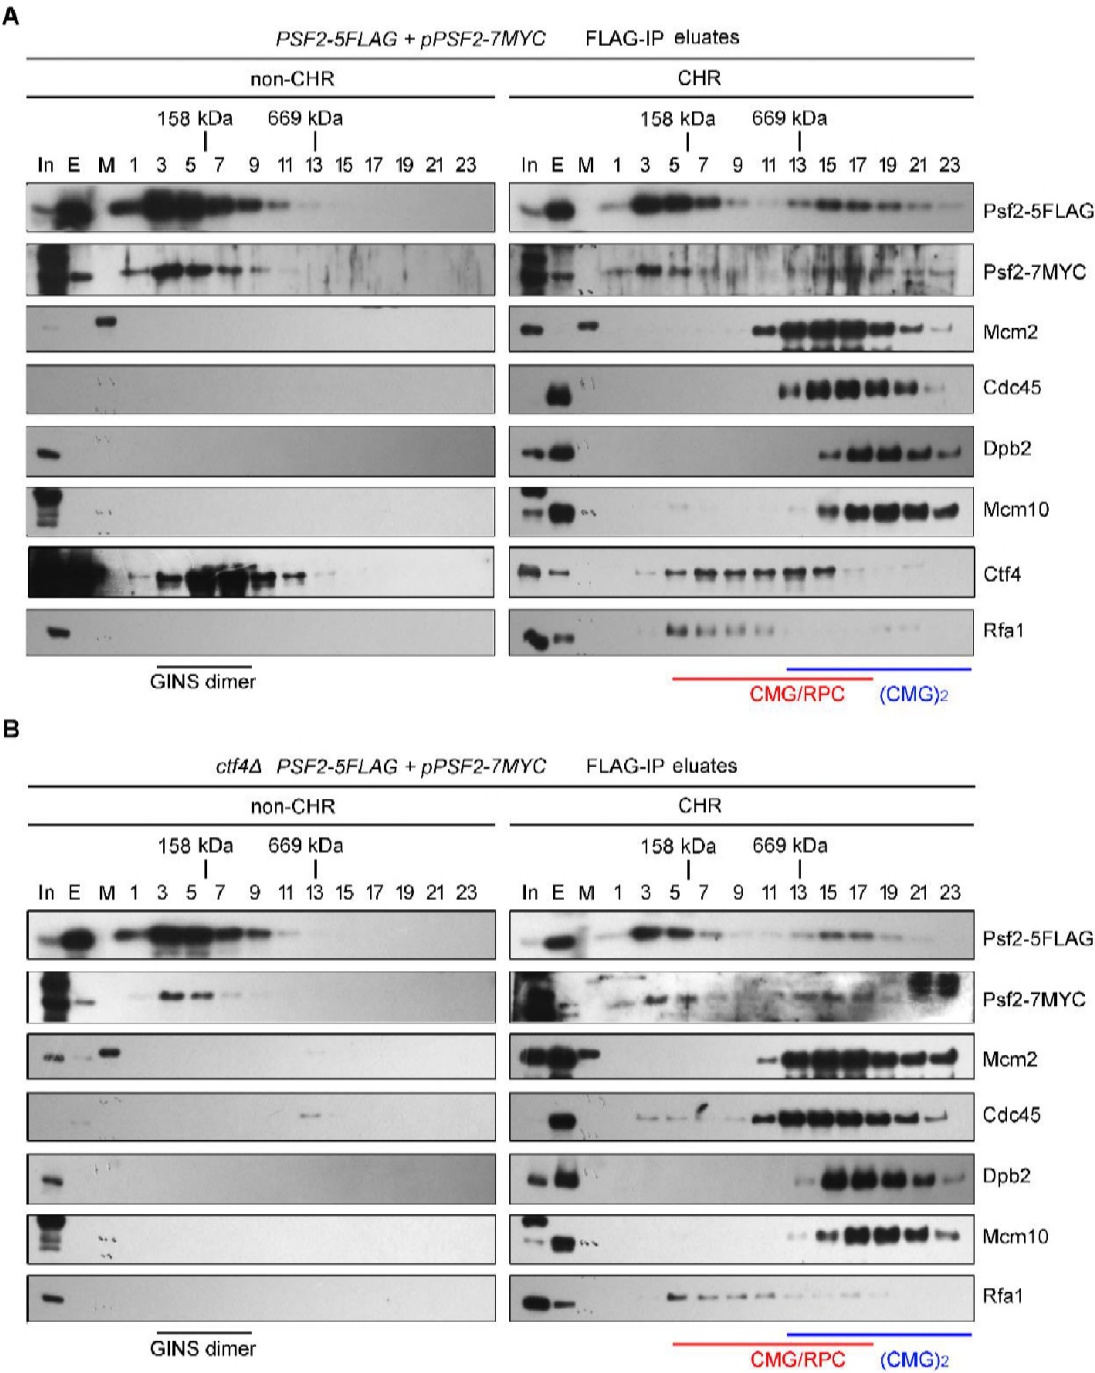 A
PSF2-5FLAG + pPSF2-7MYC FLAG-IP eluates
non-CHR CHR
158 kDa 669 kDa 158 kDa 669 kDa
In E M 1 3 5 7 9 11 13 15 17 19 21 23 In E M 1 3 5 7 9 11 13 15 17 19 21 23
Psf2-5FLAG
Psf2-7MYC
Mcm2
Cdc45
Dpb2
Mcm10
Ctf4
Rfa1
GINS dimer CMG/RPC (CMG)2
B
ctf4Δ PSF2-5FLAG + pPSF2-7MYC FLAG-IP eluates
non-CHR CHR
158 kDa 669 kDa 158 kDa 669 kDa
In E M 1 3 5 7 9 11 13 15 17 19 21 23 In E M 1 3 5 7 9 11 13 15 17 19 21 23
Psf2-5FLAG
Psf2-7MYC
Mcm2
Cdc45
Dpb2
Mcm10
Rfa1
GINS dimer CMG/RPC (CMG)2